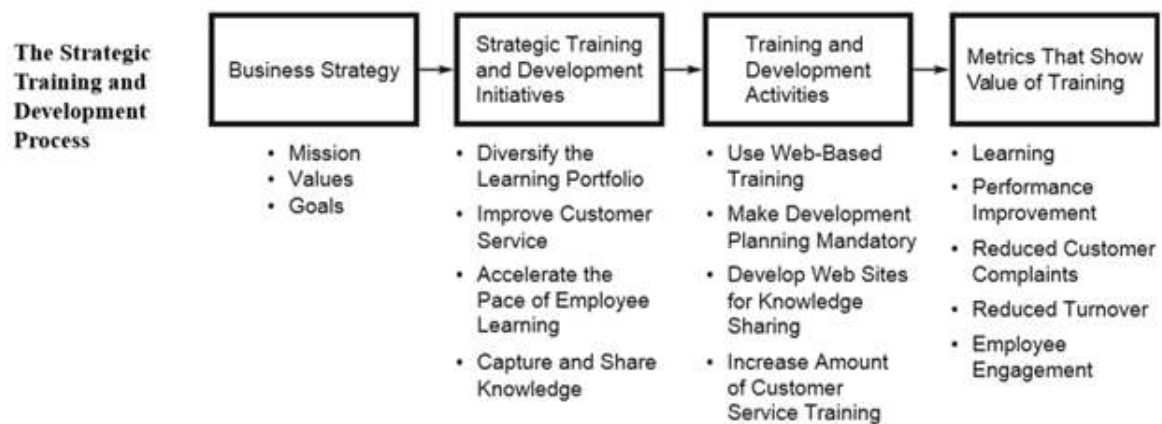 The Strategic
Training and
Development
Process
Business Strategy
• Mission
• Values
• Goals
Strategic Training
and Development
Initiatives
• Diversify the
Learning Portfolio
• Improve Customer
Service
• Accelerate the
Pace of Employee
Learning
• Capture and Share
Knowledge
Training and
Development
Activities
• Use Web-Based
Training
• Make Development
Planning Mandatory
• Develop Web Sites
for Knowledge
Sharing
• Increase Amount
of Customer
Service Training
Metrics That Show
Value of Training
• Learning
• Performance
Improvement
• Reduced Customer
Complaints
• Reduced Turnover
• Employee
Engagement